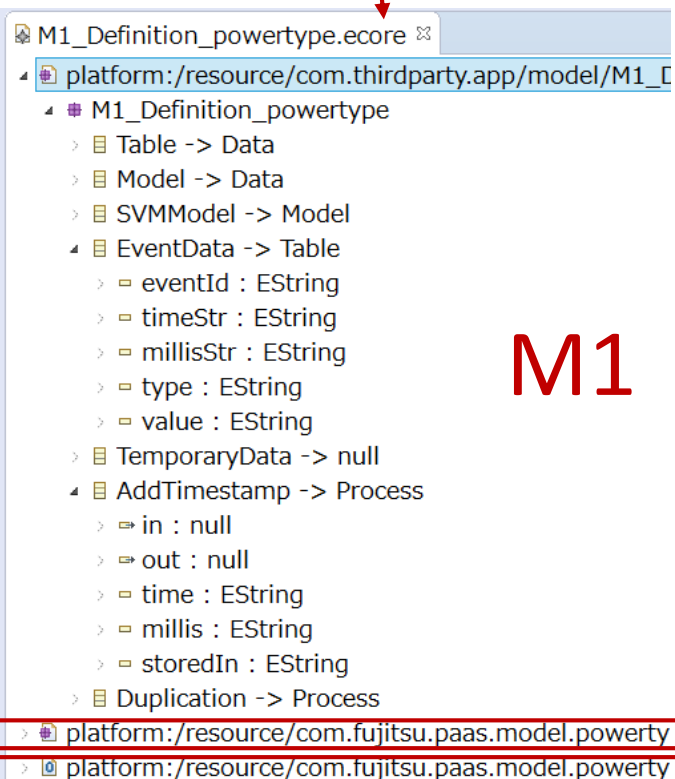 M1_Definition_powertype.ecore
platform:/resource/com.thirdparty.app/model/M1_D
M1_Definition_powertype
Table -> Data
Model -> Data
SVMModel -> Model
EventData -> Table
eventId : EString
timeStr : EString
millisStr : EString
type : EString
value : EString
M1
TemporaryData -> null
AddTimestamp -> Process
in : null
out : null
time : EString
millis : EString
storedIn : EString
Duplication -> Process
platform:/resource/com.fujitsu.paas.model.powerty
platform:/resource/com.fujitsu.paas.model.powerty